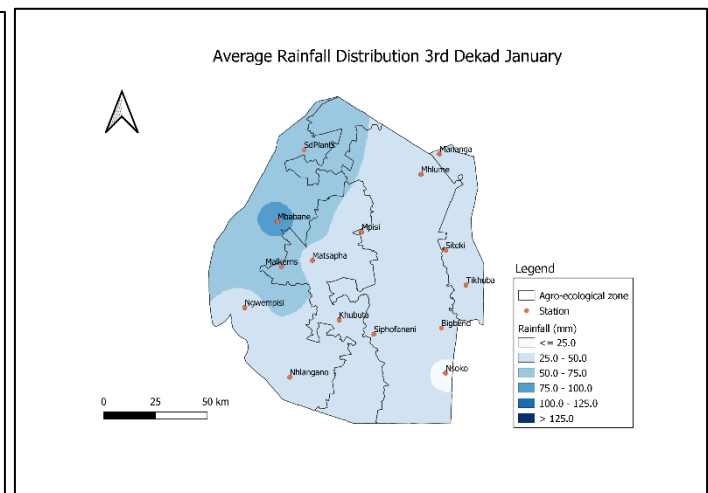 Average Rainfall Distribution 3rd Dekad January
SdPlants
Mananga
Mhlume
Mbabane
Mpisi
Malkerns
Matsapha
Siteki
Tikhuba
Ngwempisi
Khubuta
Siphofaneni
Bigbend
Nhlangano
Nsoko
0 25 50 km
Legend
Agro-ecological zone
Station
Rainfall (mm)
<= 25.0
25.0 - 50.0
50.0 - 75.0
75.0 - 100.0
100.0 - 125.0
> 125.0